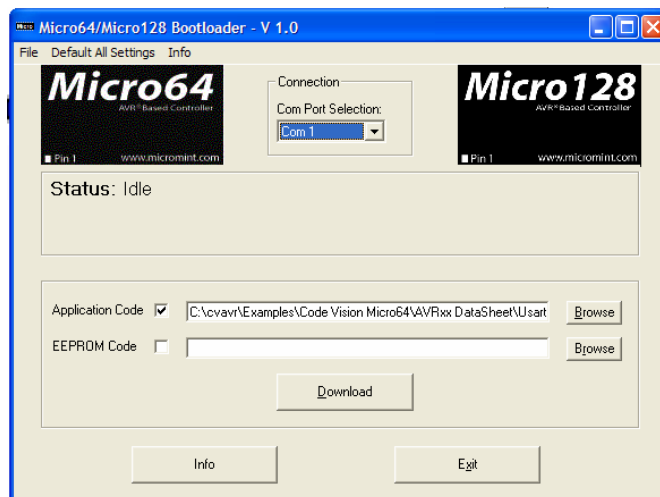 Micro64/Micro128 Bootloader - V 1.0
File Default All Settings Info
Micro64
AVR® Based Controller
Pin 1 www.micromint.com
Connection
Com Port Selection:
Com 1
Micro128
AVR® Based Controller
Pin 1 www.micromint.com
Status: Idle
Application Code C:\cvavr\Examples\Code Vision Micro64\AVRxx DataSheet\Usart Browse
EEPROM Code Browse
Download
Info Exit